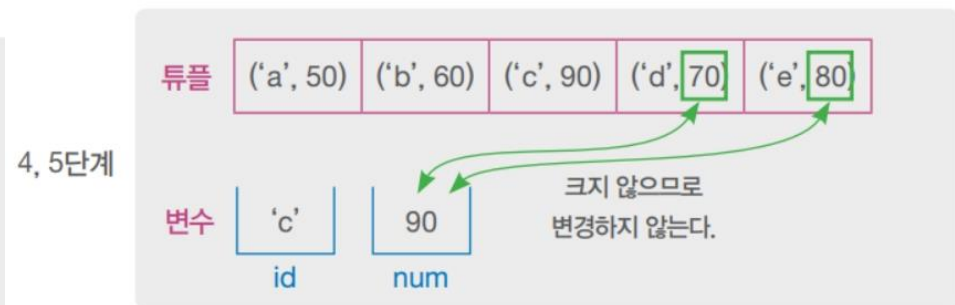 튜플 (‘a’, 50) (‘b’, 60) (‘c’, 90) (‘d’, 70) (‘e’, 80)
4, 5단계
크지 않으므로
변경하지 않는다.
변수 ‘c’ 90
id num